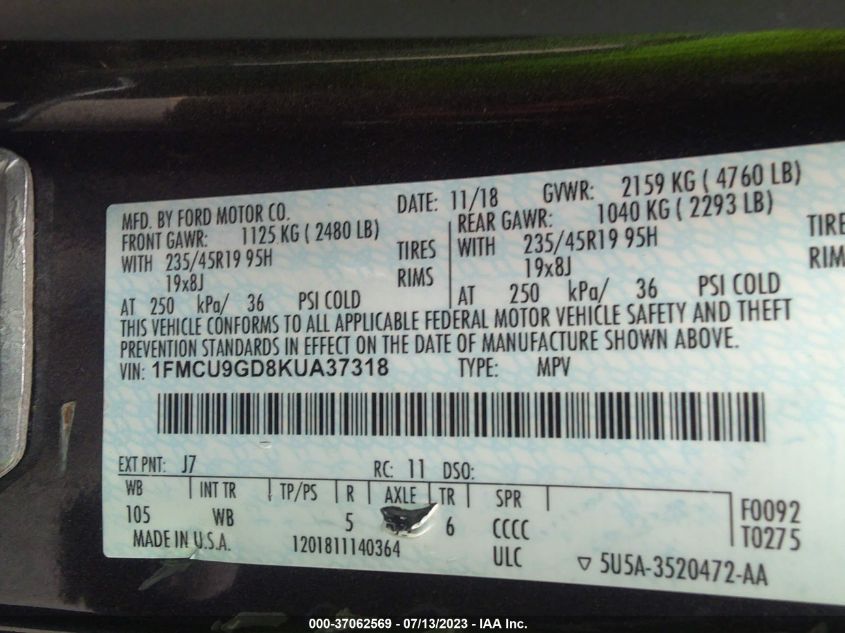 MFD. BY FORD MOTOR CO.
DATE: 11/18 GVWR: 2159 KG ( 4760 LB)
FRONT GAWR: 1125 KG ( 2480 LB)
REAR GAWR: 1040 KG ( 2293 LB)
WITH 235/45R19 95H TIRES
WITH 235/45R19 95H TIRE
19x8J RIMS
19x8J RIM
AT 250 kPa/ 36 PSI COLD
AT 250 kPa/ 36 PSI COLD
THIS VEHICLE CONFORMS TO ALL APPLICABLE FEDERAL MOTOR VEHICLE SAFETY AND THEFT
PREVENTION STANDARDS IN EFFECT ON THE DATE OF MANUFACTURE SHOWN ABOVE.
VIN: 1FMCU9GD8KUA37318 TYPE: MPV
EXT PNT: J7 RC: 11 DSO:
WB INT TR TP/PS R AXLE TR SPR
105 WB 5 6 CCCC
F0092
T0275
MADE IN U.S.A. 1201811140364 ULC
▽ 5U5A-3520472-AA
000-37062569 - 07/13/2023 - IAA Inc.